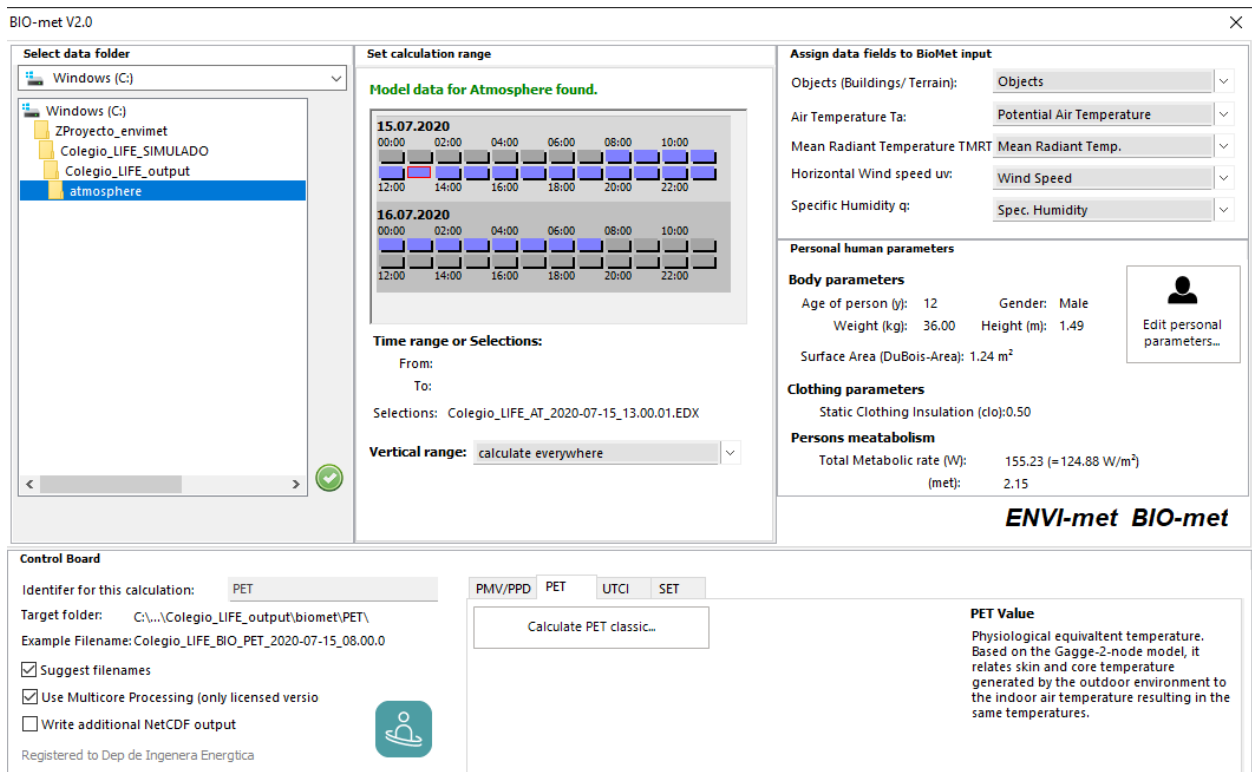 BIO-met V2.0
Select data folder
Windows (C:)
Windows (C:)
ZProyecto_envimet
Colegio_LIFE_SIMULADO
Colegio_LIFE_output
atmosphere
Set calculation range
Model data for Atmosphere found.
15.07.2020
00:00 02:00 04:00 06:00 08:00 10:00
12:00 14:00 16:00 18:00 20:00 22:00
16.07.2020
00:00 02:00 04:00 06:00 08:00 10:00
12:00 14:00 16:00 18:00 20:00 22:00
Time range or Selections:
From:
To:
Selections: Colegio_LIFE_AT_2020-07-15_13.00.01.EDX
Vertical range: calculate everywhere
Assign data fields to BioMet input
Objects (Buildings/ Terrain): Objects
Air Temperature Ta: Potential Air Temperature
Mean Radiant Temperature TMRT Mean Radiant Temp.
Horizontal Wind speed uv: Wind Speed
Specific Humidity q: Spec. Humidity
Personal human parameters
Body parameters
Age of person (y): 12 Gender: Male
Weight (kg): 36.00 Height (m): 1.49
Surface Area (DuBois-Area): 1.24 m²
Edit personal
parameters...
Clothing parameters
Static Clothing Insulation (clo):0.50
Persons meatabolism
Total Metabolic rate (W): 155.23 (=124.88 W/m²)
(met): 2.15
ENVI-met BIO-met
Control Board
Identifer for this calculation: PET
Target folder: C:\...\Colegio_LIFE_output\biomet\PET\
Example Filename: Colegio_LIFE_BIO_PET_2020-07-15_08.00.0
Suggest filenames
Use Multicore Processing (only licensed versio
Write additional NetCDF output
Registered to Dep de Ingenera Energtica
PMV/PPD PET UTCI SET
Calculate PET classic...
PET Value
Physiological equivaltent temperature.
Based on the Gagge-2-node model, it
relates skin and core temperature
generated by the outdoor environment to
the indoor air temperature resulting in the
same temperatures.